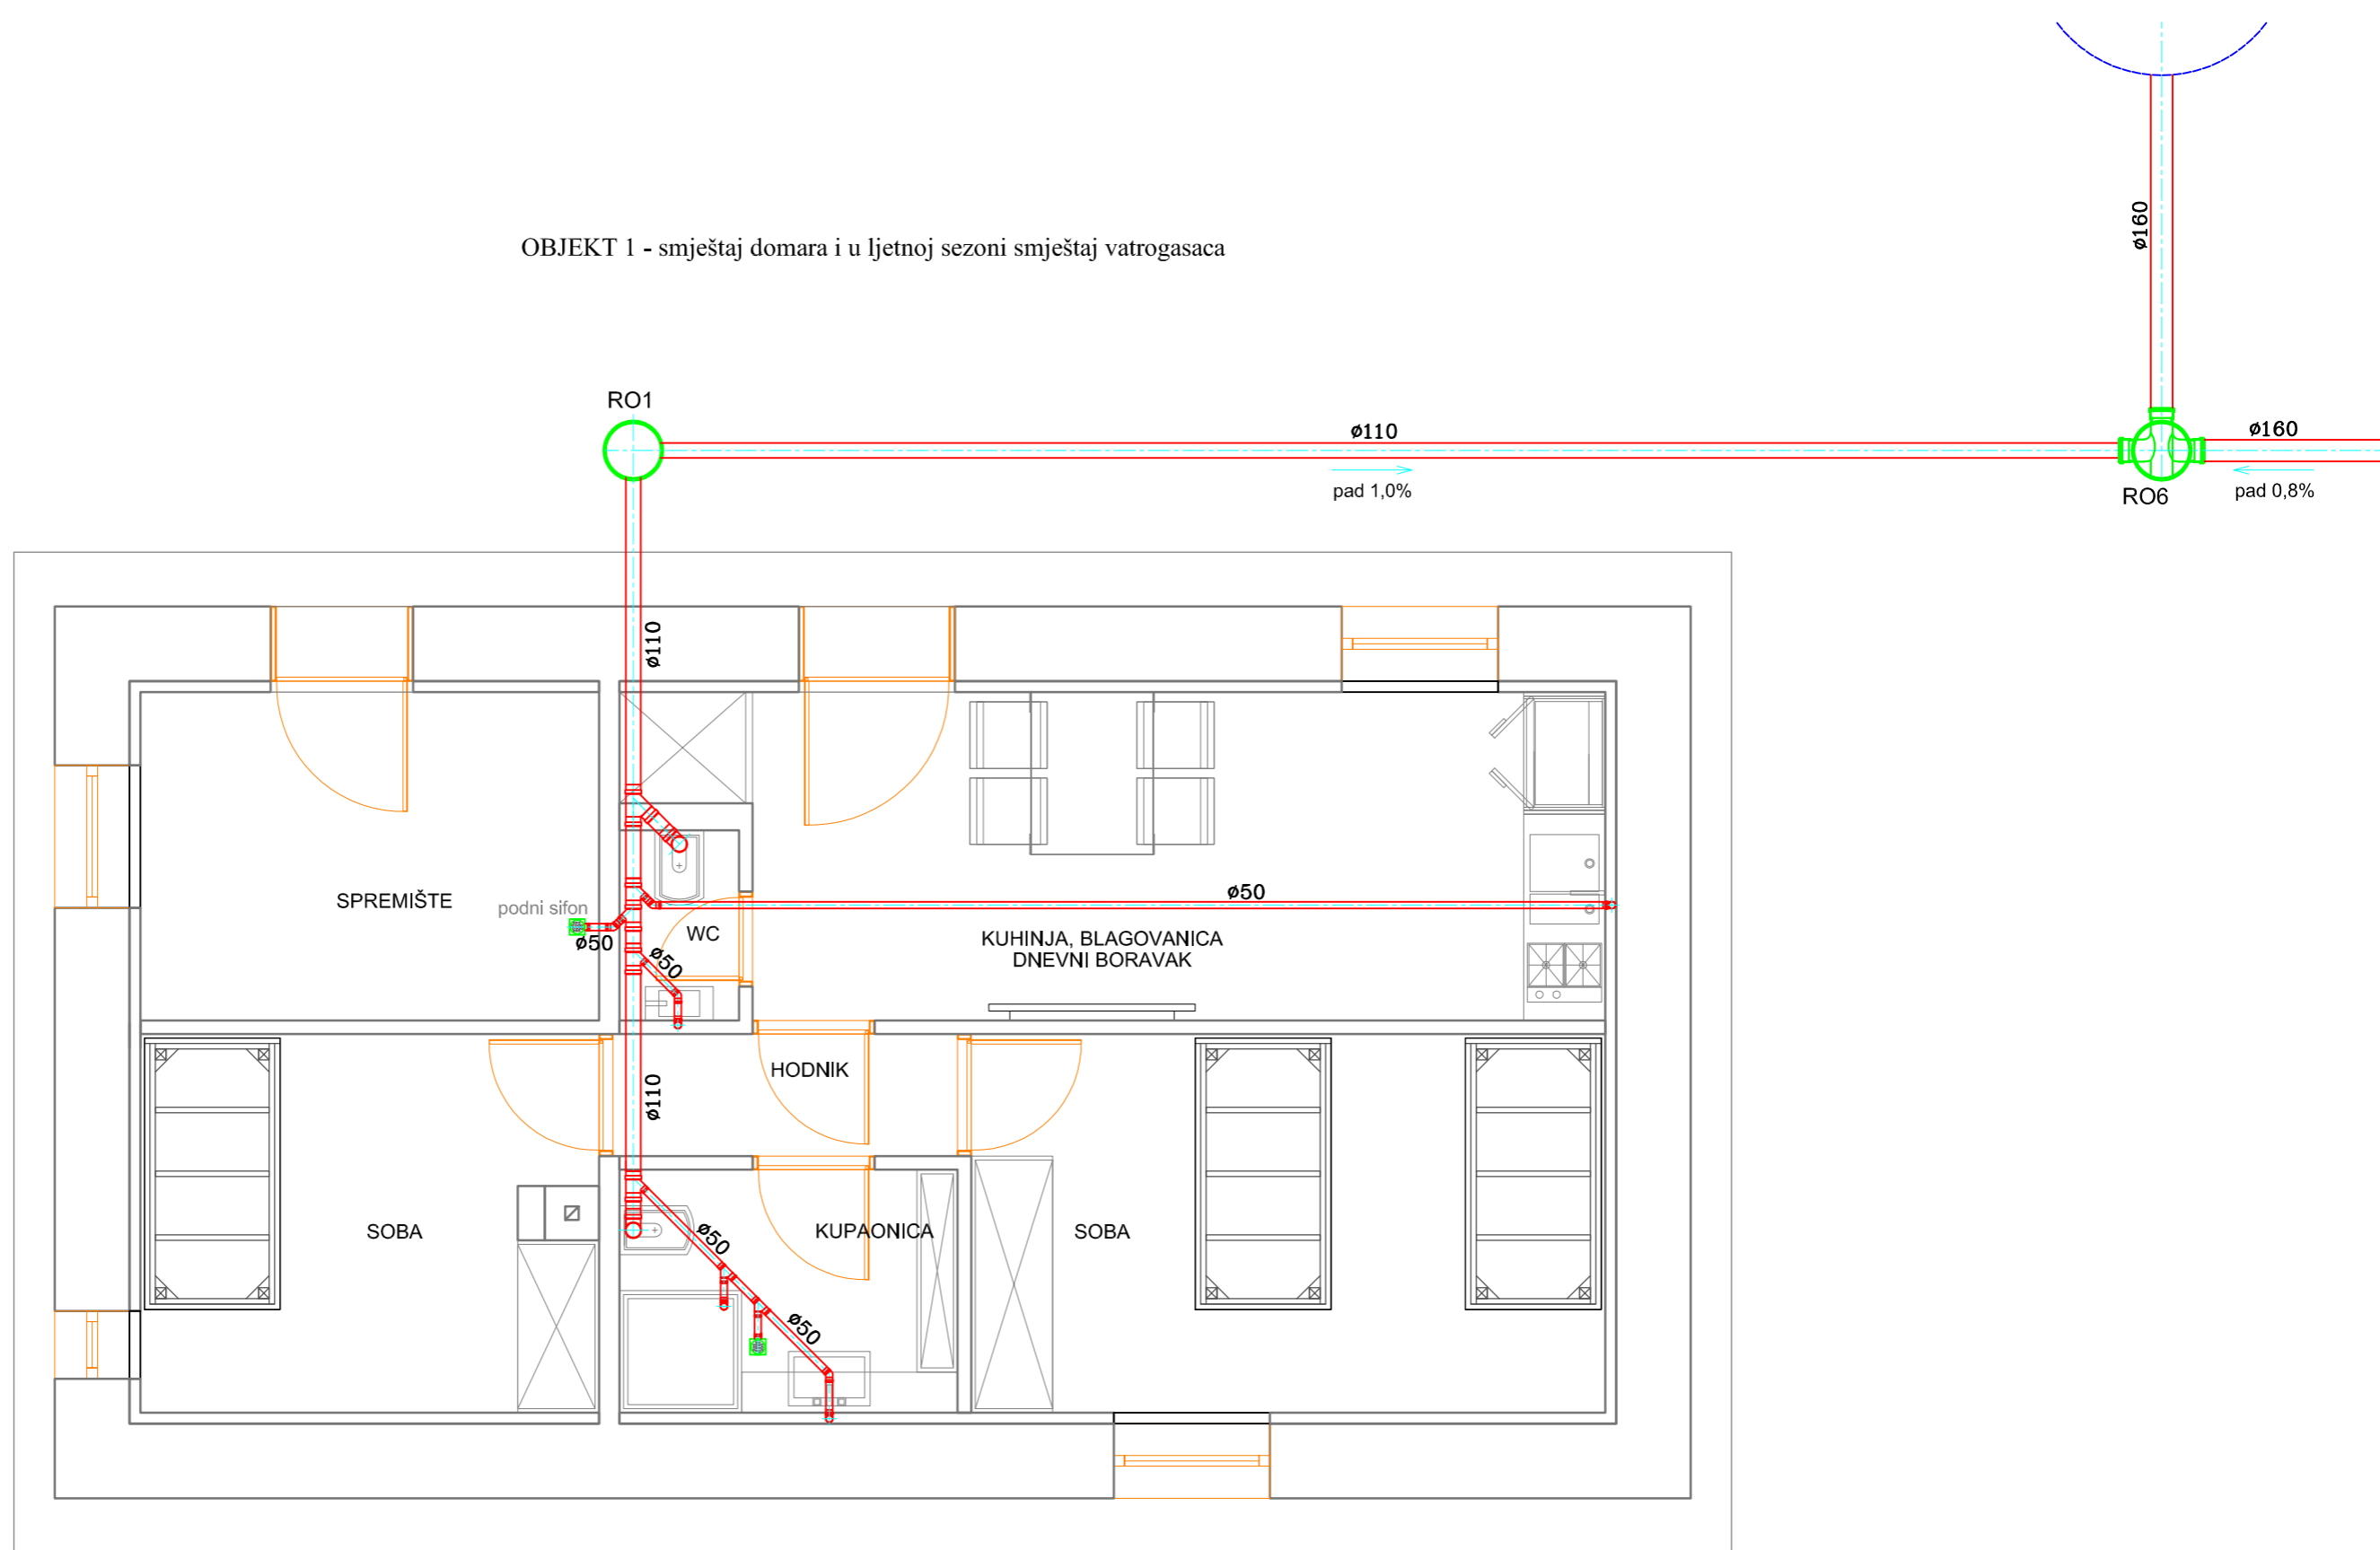 ø160
OBJEKT 1 - smještaj domara i u ljetnoj sezoni smještaj vatrogasaca
RO1
ø110
ø160
pad 1,0%
RO6
pad 0,8%
ø110
SPREMIŠTE
podni sifon
ø50
ø50
WC
ø50
KUHINJA, BLAGOVANICA
DNEVNI BORAVAK
HODNIK
ø110
SOBA
ø50
KUPAONICA
SOBA
ø50